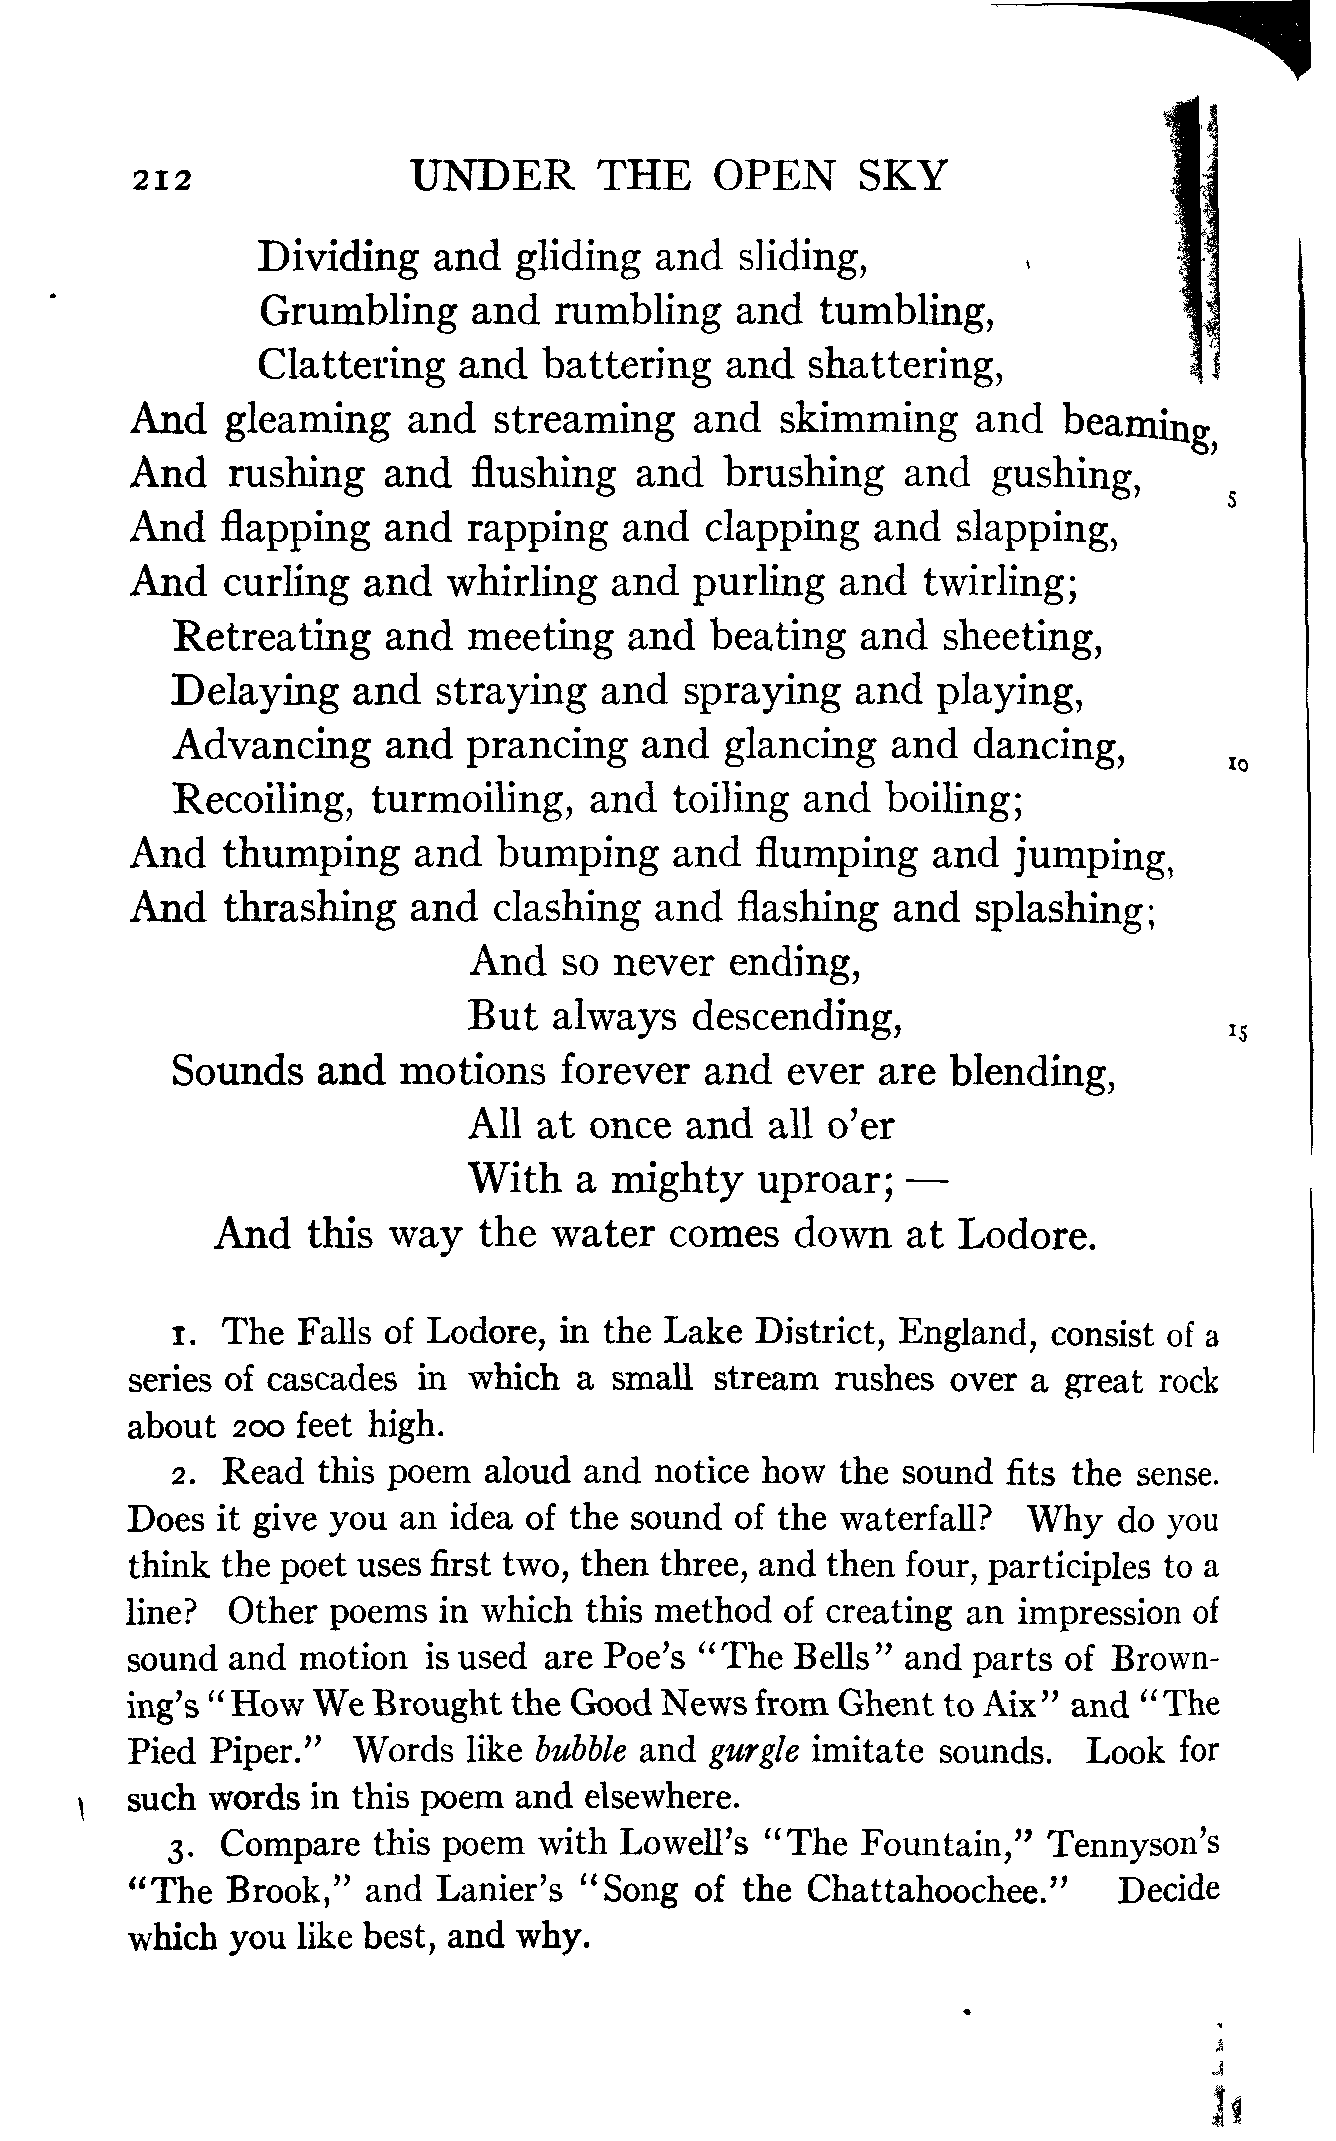 212 UNDER THE OPEN SKY
Dividing and gliding and sliding,
Grumbling and rumbling and tumbling,
Clattering and battering and shattering,
And gleaming and streaming and skimming and beaming,
And rushing and flushing and brushing and gushing, 5
And flapping and rapping and clapping and slapping,
And curling and whirling and purling and twirling;
Retreating and meeting and beating and sheeting,
Delaying and straying and spraying and playing,
Advancing and prancing and glancing and dancing, 10
Recoiling, turmoiling, and toiling and boiling;
And thumping and bumping and flumping and jumping,
And thrashing and clashing and flashing and splashing;
And so never ending,
But always descending, 15
Sounds and motions forever and ever are blending,
All at once and all o'er
With a mighty uproar; —
And this way the water comes down at Lodore.
1. The Falls of Lodore, in the Lake District, England, consist of a
series of cascades in which a small stream rushes over a great rock
about 200 feet high.
2. Read this poem aloud and notice how the sound fits the sense.
Does it give you an idea of the sound of the waterfall? Why do you
think the poet uses first two, then three, and then four, participles to a
line? Other poems in which this method of creating an impression of
sound and motion is used are Poe's "The Bells" and parts of Brown-
ing's "How We Brought the Good News from Ghent to Aix" and "The
Pied Piper." Words like bubble and gurgle imitate sounds. Look for
such words in this poem and elsewhere.
3. Compare this poem with Lowell's "The Fountain," Tennyson's
"The Brook," and Lanier's "Song of the Chattahoochee." Decide
which you like best, and why.